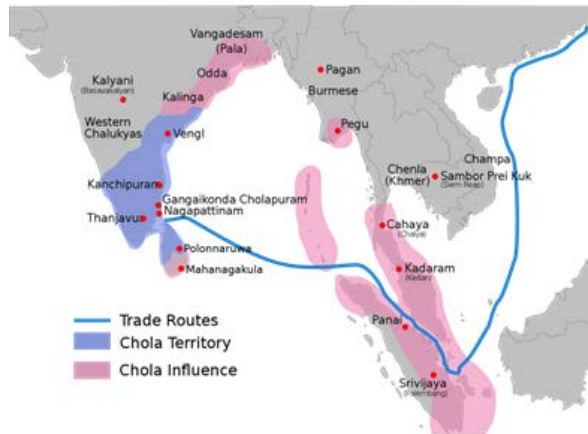 Vangadesam
(Pala)
Kalyani
(Basavakalyan)
Odda
Pagan
Kalinga
Burmese
Western
Chalukyas
Vengi
Pegu
Champa
Chenla
(Khmer)
Sambor Prei Kuk
(Siem Reap)
Kanchipuram
Gangaikonda Cholapuram
Nagapattinam
Thanjavur
Cahaya
(Chaiya)
Polonnaruwa
Mahanagakula
Kadaram
(Kedah)
Panai
Srivijaya
(Palembang)
Trade Routes
Chola Territory
Chola Influence